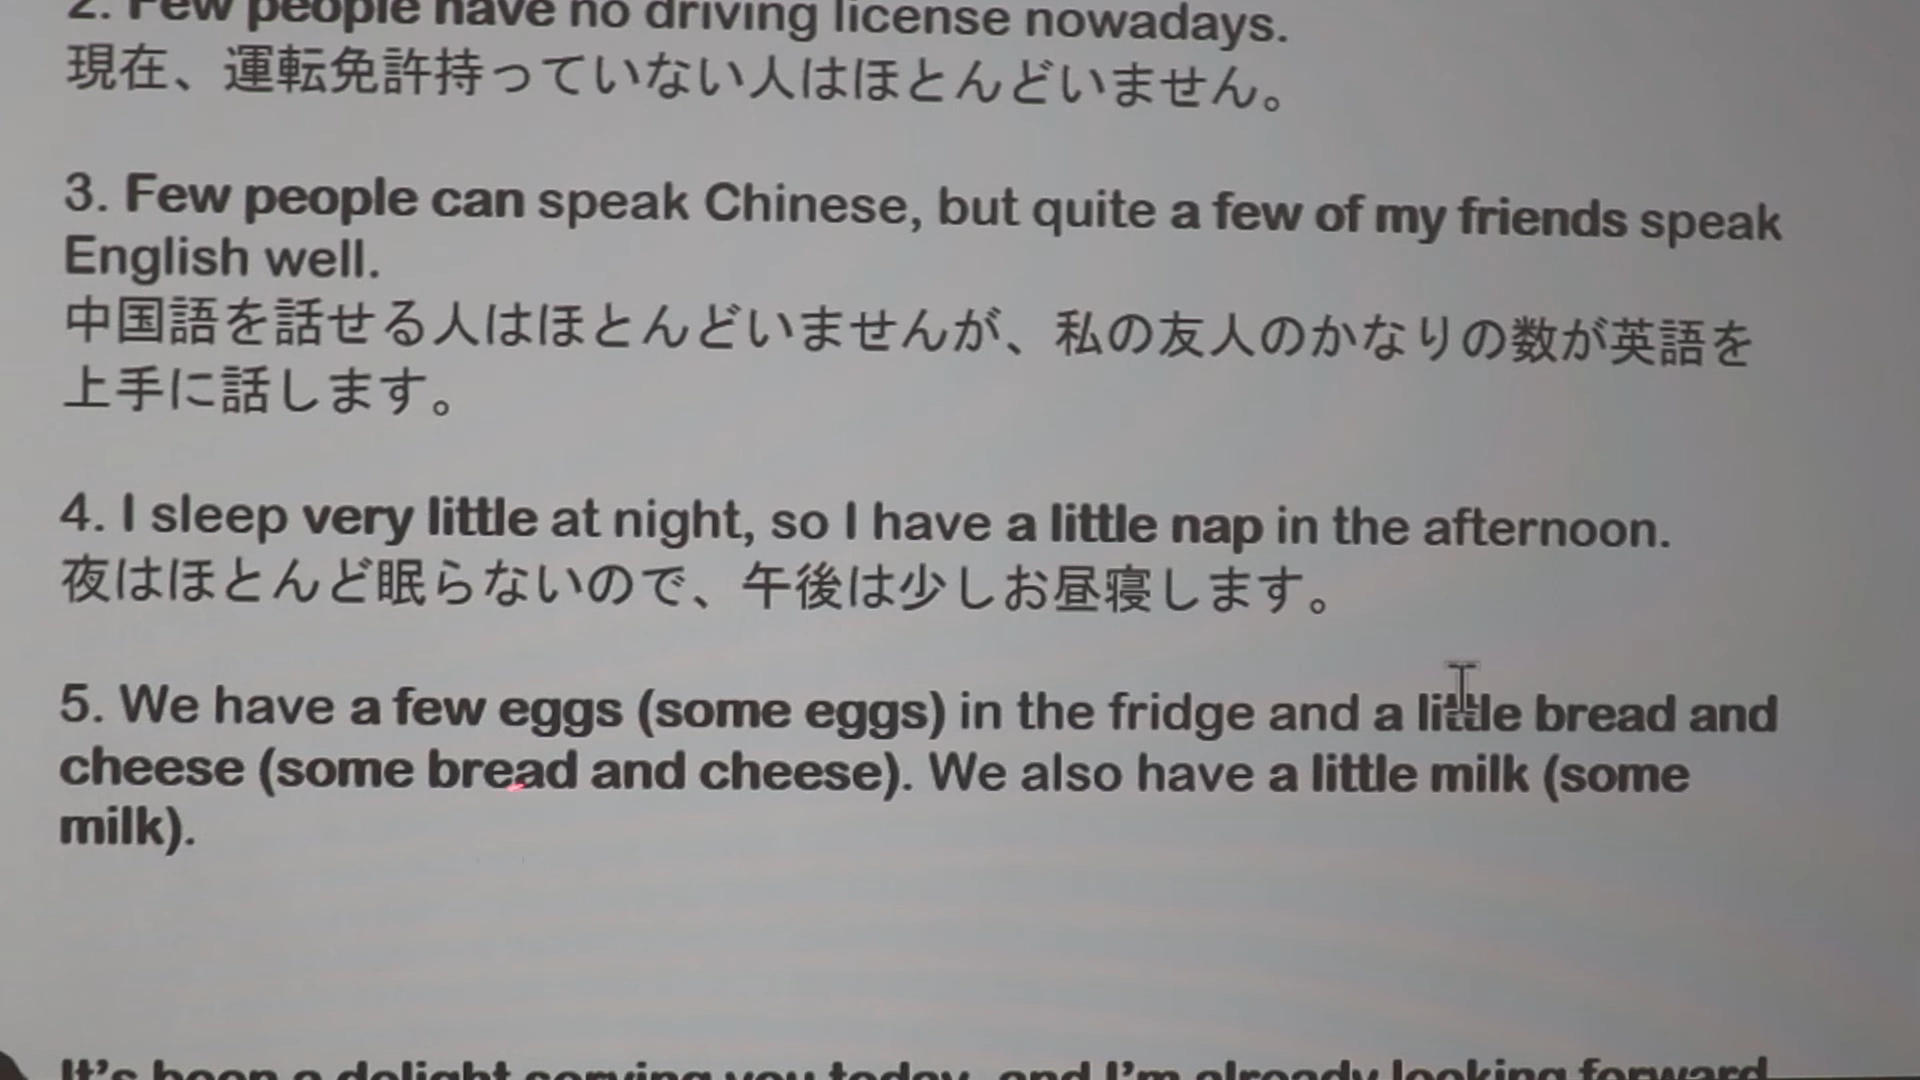 2. Few people have no driving license nowadays.
現在、運転免許持っていない人はほとんどいません。
3. Few people can speak Chinese, but quite a few of my friends speak
English well.
中国語を話せる人はほとんどいませんが、私の友人のかなりの数が英語を
上手に話します。
4. I sleep very little at night, so I have a little nap in the afternoon.
夜はほとんど眠らないので、午後は少しお昼寝します。
5. We have a few eggs (some eggs) in the fridge and a little bread and
cheese (some bread and cheese). We also have a little milk (some
milk).
It's been a delight serving you today, and I'm already looking forward